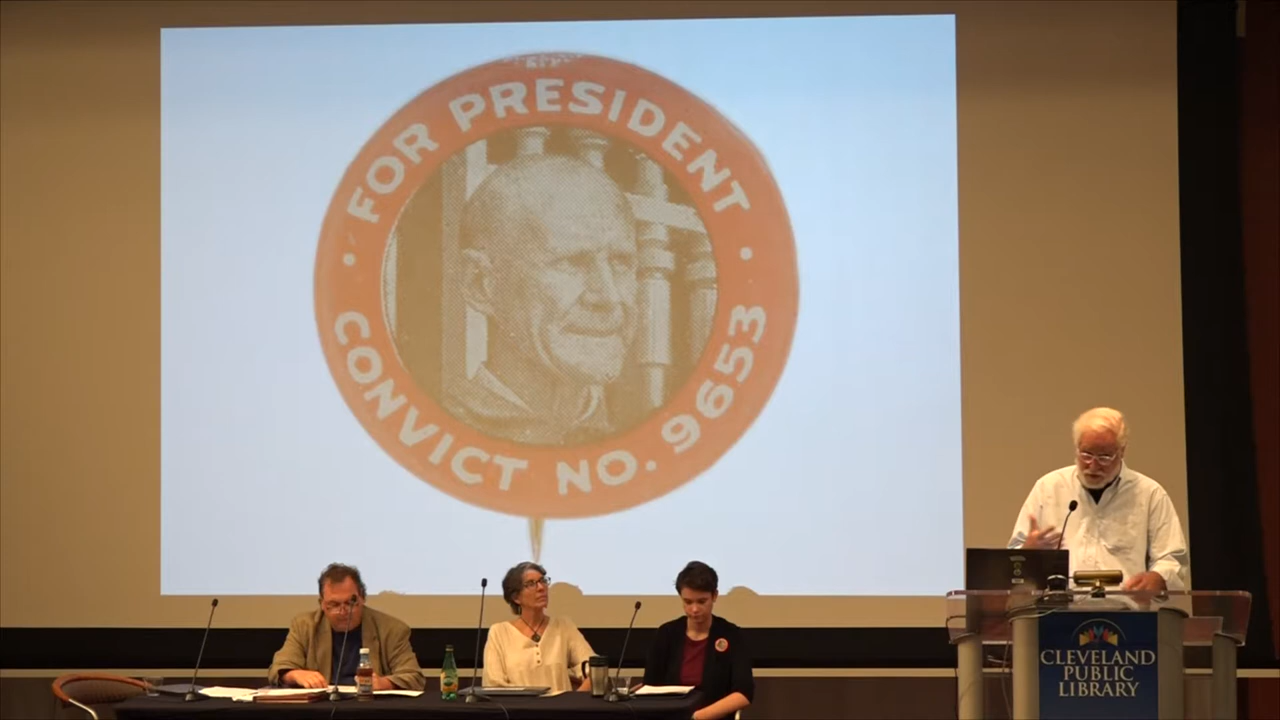 FOR PRESIDENT
CONVICT NO. 9653
CLEVELAND
PUBLIC
LIBRARY